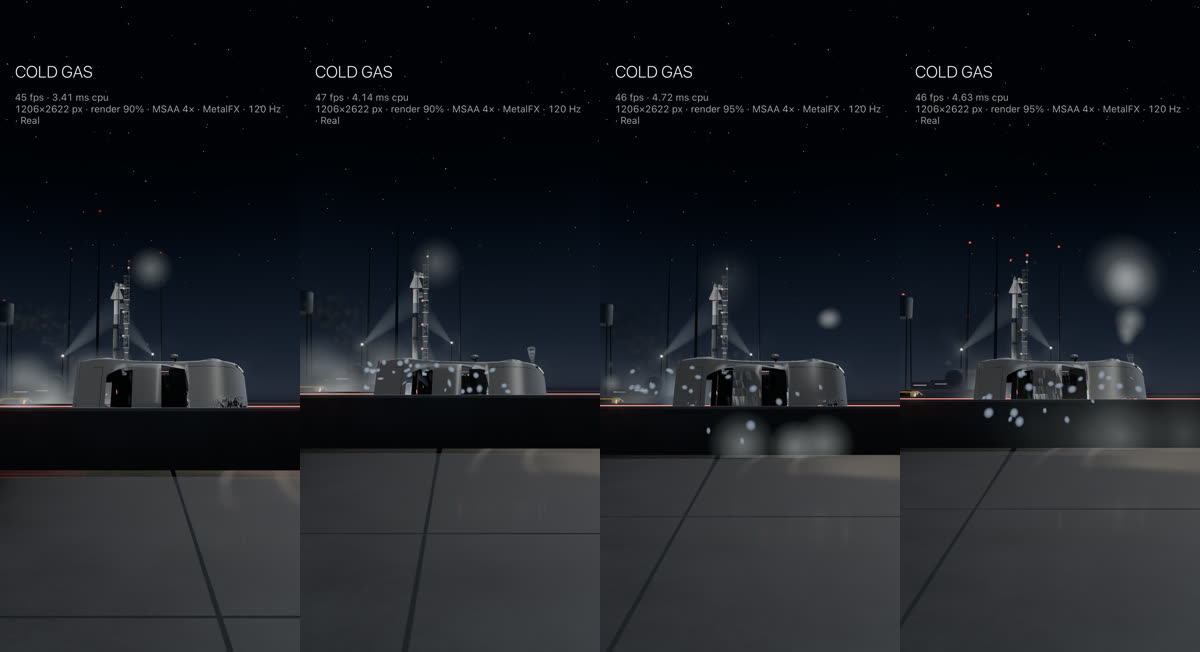 COLD GAS
45 fps · 3.41 ms cpu
1206×2622 px · render 90% · MSAA 4× · MetalFX · 120 Hz
· Real
COLD GAS
47 fps · 4.14 ms cpu
1206×2622 px · render 90% · MSAA 4× · MetalFX · 120 Hz
· Real
COLD GAS
46 fps · 4.72 ms cpu
1206×2622 px · render 95% · MSAA 4× · MetalFX · 120 Hz
· Real
COLD GAS
46 fps · 4.63 ms cpu
1206×2622 px · render 95% · MSAA 4× · MetalFX · 120 Hz
· Real